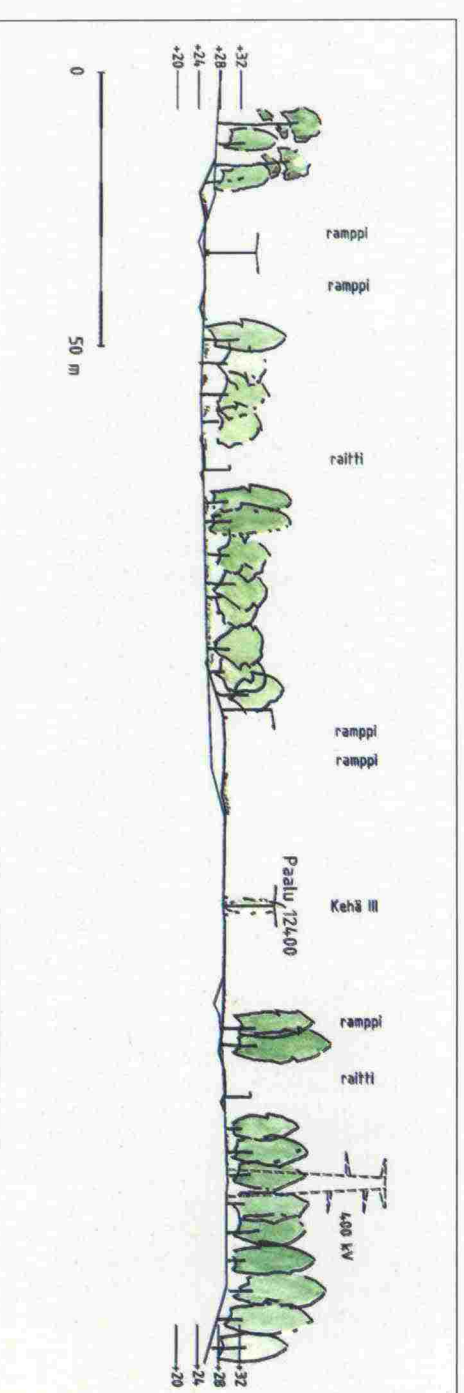 +32
+28
+24
+20
0
50 m
ramppi
ramppi
raitti
ramppi
ramppi
Paalu 12400
Kehä III
ramppi
raitti
400 kV
+32
+28
+24
+20